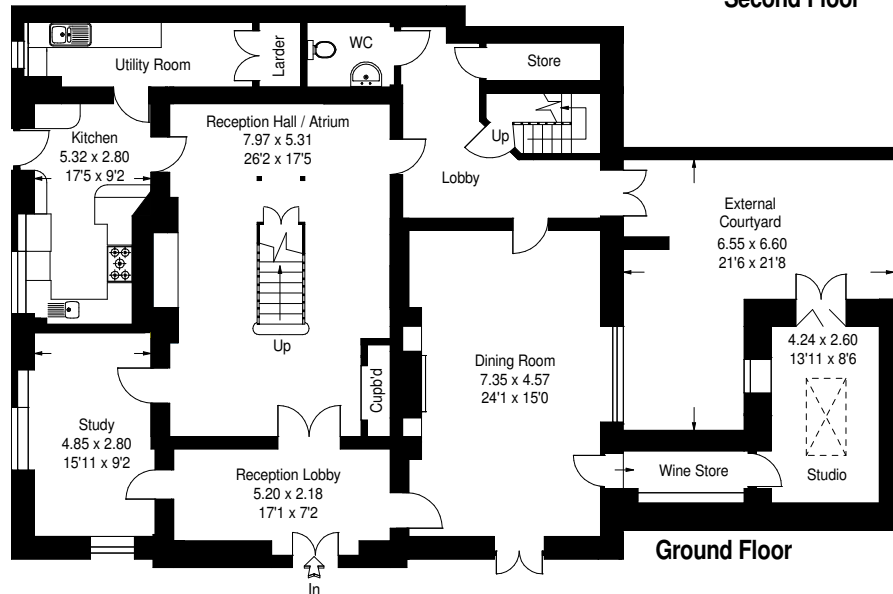 Second Floor
Utility Room
Larder
WC
Store
Kitchen
5.32 x 2.80
17'5 x 9'2
Reception Hall / Atrium
7.97 x 5.31
26'2 x 17'5
Up
Lobby
External
Courtyard
6.55 x 6.60
21'6 x 21'8
Up
Cupb'd
Dining Room
7.35 x 4.57
24'1 x 15'0
4.24 x 2.60
13'11 x 8'6
Studio
Study
4.85 x 2.80
15'11 x 9'2
Reception Lobby
5.20 x 2.18
17'1 x 7'2
Wine Store
In
Ground Floor